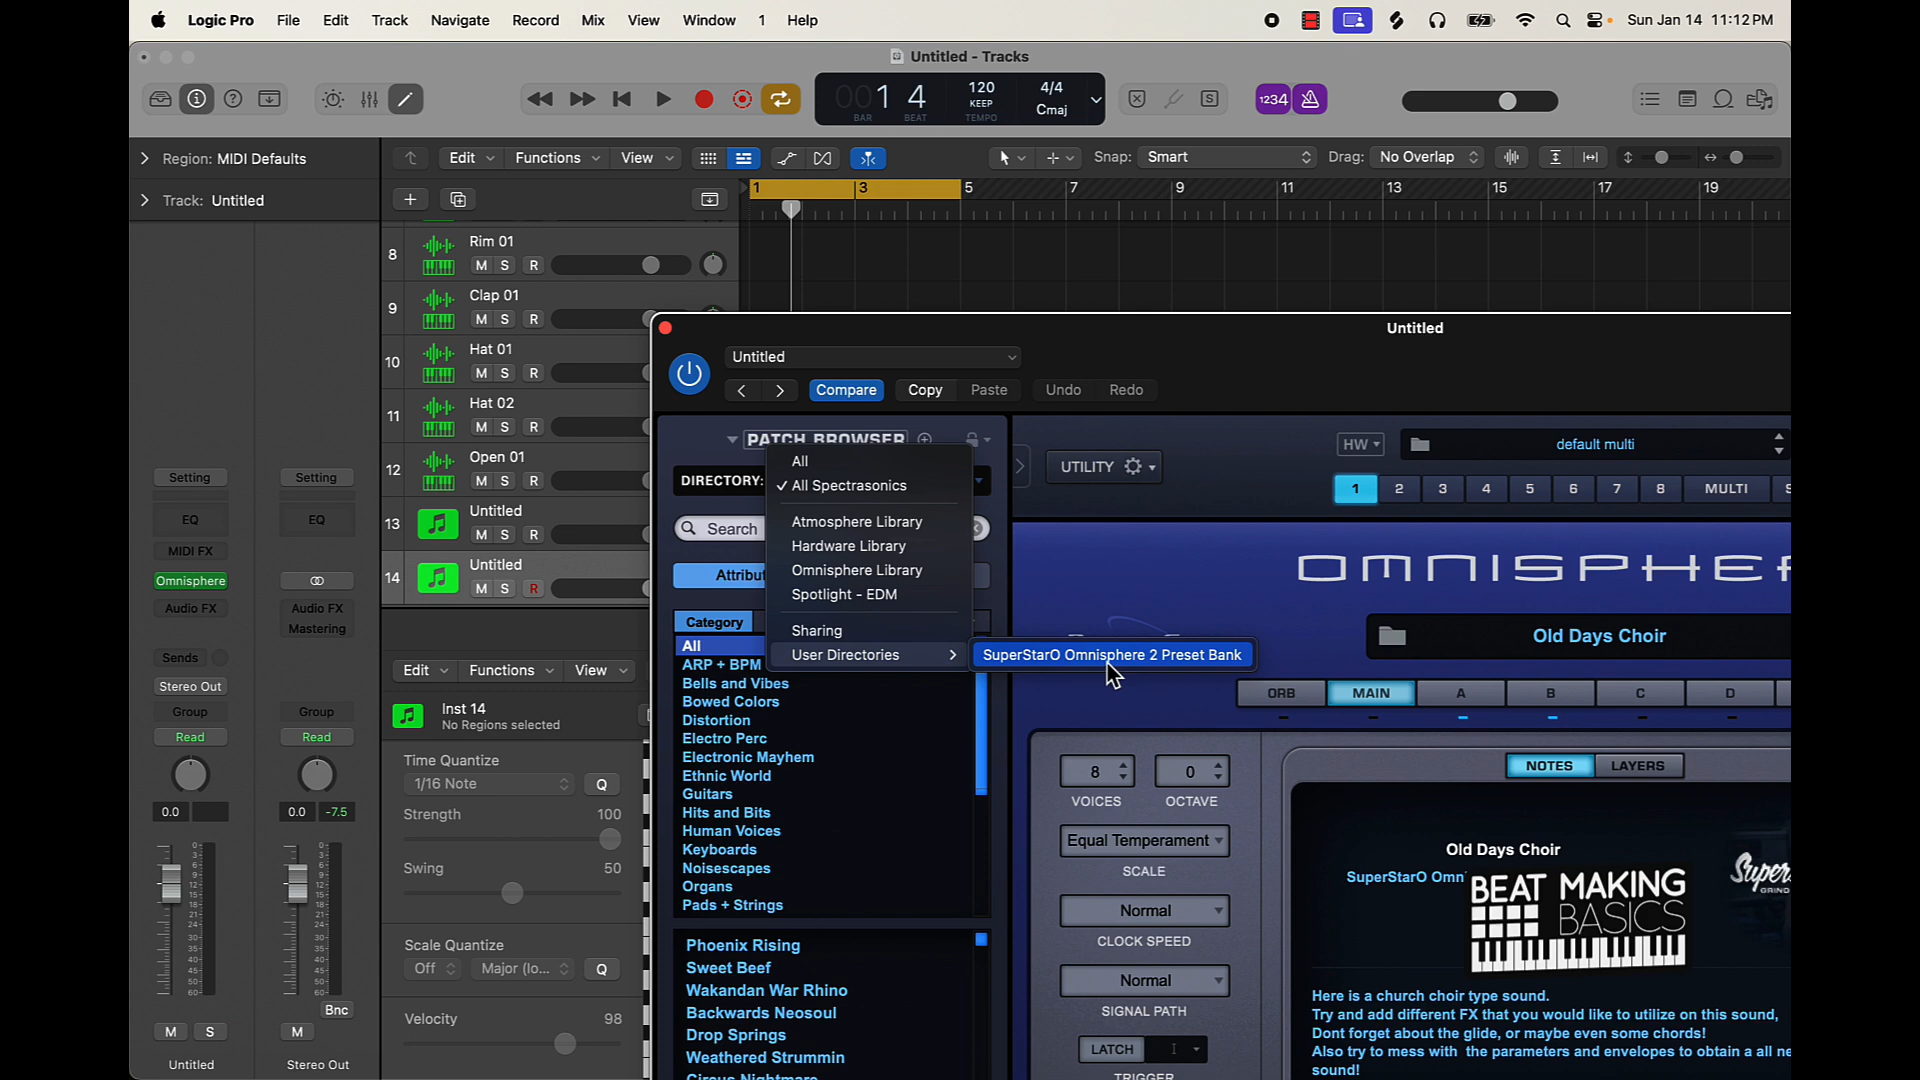 Logic Pro File Edit Track Navigate Record Mix View Window 1 Help Sun Jan 14 11:12 PM
Untitled - Tracks
001 4 120 4/4
KEEP Cmaj
BAR BEAT TEMPO
1234
S
Region: MIDI Defaults
Edit Functions View Snap: Smart Drag: No Overlap
Track: Untitled
1 3 5 7 9 11 13 15 17 19
8 Rim 01
M S R
9 Clap 01
M S R
10 Hat 01
M S R
11 Hat 02
M S R
12 Open 01
M S R
13 Untitled
M S R
14 Untitled
M S R
Setting Setting
EQ EQ
MIDI FX
Omnisphere
Audio FX Audio FX
Mastering
Sends
Stereo Out
Group Group
Read Read
0.0 0.0 -7.5
Bnc
M S M
Untitled Stereo Out
Edit Functions View
Inst 14
No Regions selected
Time Quantize
1/16 Note Q
Strength 100
Swing 50
Scale Quantize
Off Major (lo... Q
Velocity 98
Untitled
Untitled
Compare Copy Paste Undo Redo
PATCH BROWSER
DIRECTORY:
Search
Category
All
ARP + BPM
Bells and Vibes
Bowed Colors
Distortion
Electro Perc
Electronic Mayhem
Ethnic World
Guitars
Hits and Bits
Human Voices
Keyboards
Noisescapes
Organs
Pads + Strings
Phoenix Rising
Sweet Beef
Wakandan War Rhino
Backwards Neosoul
Drop Springs
Weathered Strummin
All
All Spectrasonics
Atmosphere Library
Hardware Library
Omnisphere Library
Spotlight - EDM
Sharing
User Directories
SuperStarO Omnisphere 2 Preset Bank
UTILITY
HW default multi
1 2 3 4 5 6 7 8 MULTI
Old Days Choir
ORB MAIN A B C D
8 0
VOICES OCTAVE
Equal Temperament
SCALE
Normal
CLOCK SPEED
Normal
SIGNAL PATH
LATCH
TRIGGER
NOTES LAYERS
Old Days Choir
SuperStarO Omn
BEAT MAKING
BASICS
Here is a church choir type sound.
Try and add different FX that you would like to utilize on this sound,
Dont forget about the glide, or maybe even some chords!
Also try to mess with the parameters and envelopes to obtain a all ne
sound!